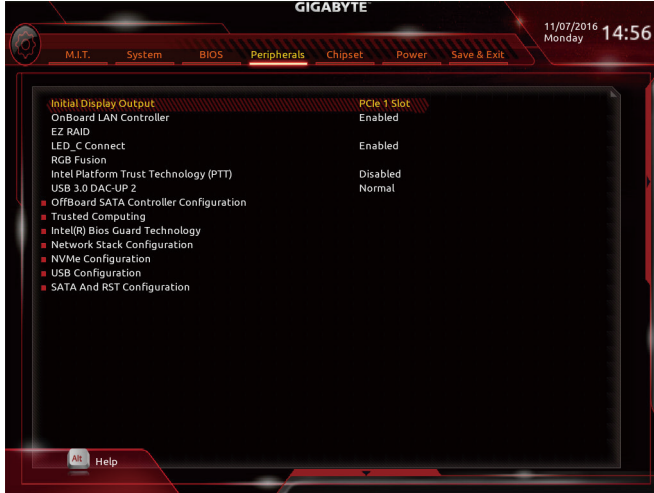 GIGABYTE™
11/07/2016
Monday
14:56
M.I.T. System BIOS Peripherals Chipset Power Save & Exit
Initial Display Output PCIe 1 Slot
OnBoard LAN Controller Enabled
EZ RAID
LED_C Connect Enabled
RGB Fusion
Intel Platform Trust Technology (PTT) Disabled
USB 3.0 DAC-UP 2 Normal
OffBoard SATA Controller Configuration
Trusted Computing
Intel(R) Bios Guard Technology
Network Stack Configuration
NVMe Configuration
USB Configuration
SATA And RST Configuration
Alt Help